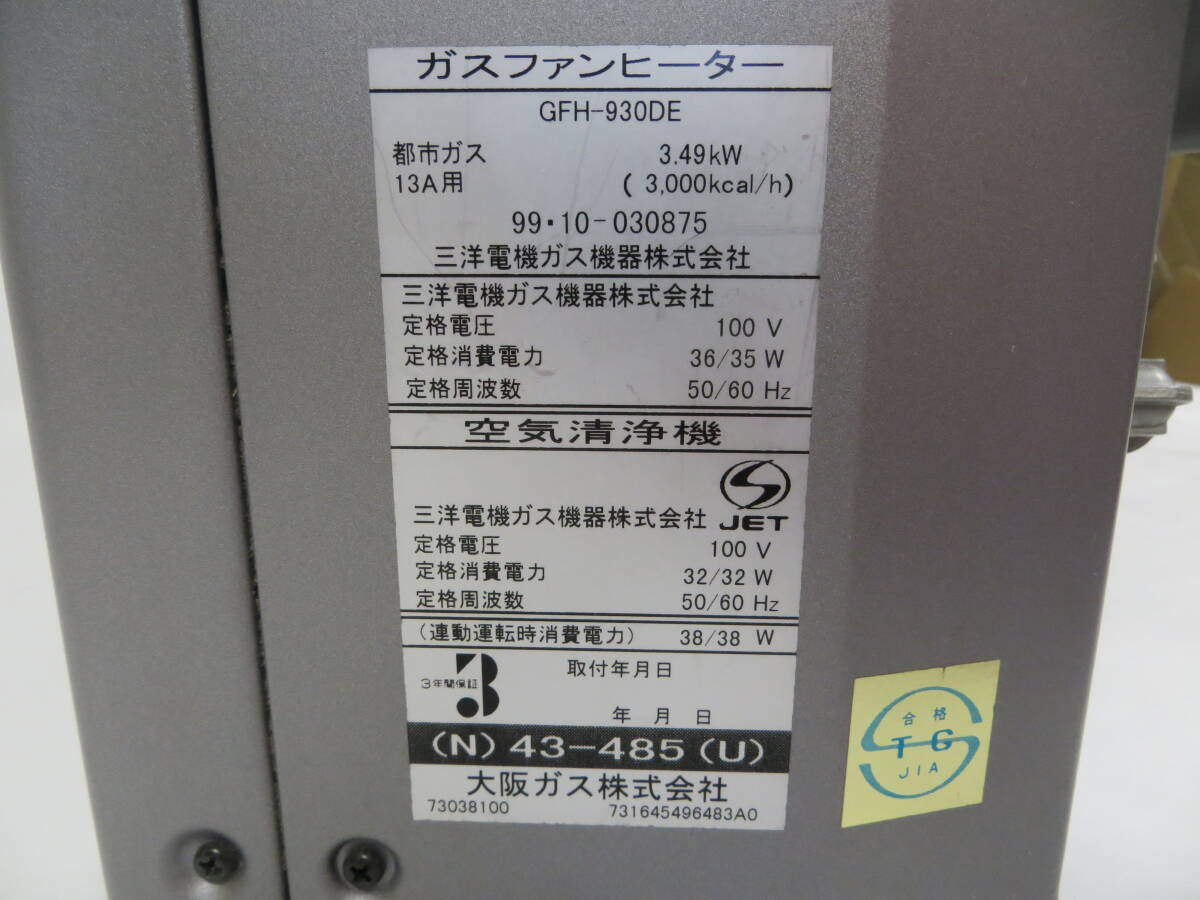 ガスファンヒーター
GFH-930DE
都市ガス 3.49kW
13A用 (3,000kcal/h)
99・10-030875
三洋電機ガス機器株式会社
三洋電機ガス機器株式会社
定格電圧 100 V
定格消費電力 36/35 W
定格周波数 50/60 Hz
空気清浄機
三洋電機ガス機器株式会社 JET
定格電圧 100 V
定格消費電力 32/32 W
定格周波数 50/60 Hz
(連動運転時消費電力) 38/38 W
3年間保証 3 取付年月日
年 月 日
(N) 43-485 (U)
大阪ガス株式会社
73038100 731645496483A0
合格
TG
JIA